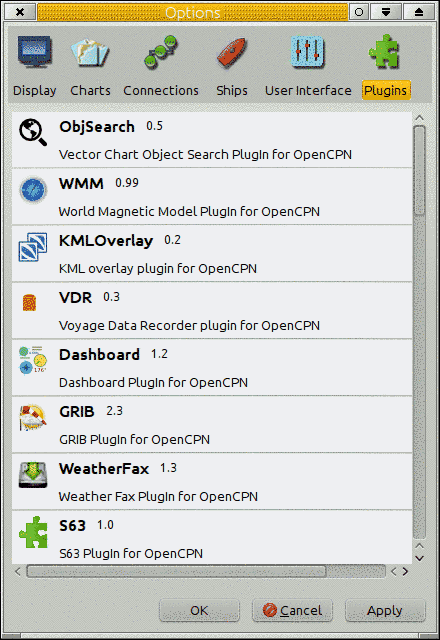 Options
Display Charts Connections Ships User Interface Plugins
ObjSearch 0.5
Vector Chart Object Search PlugIn for OpenCPN
WMM 0.99
World Magnetic Model PlugIn for OpenCPN
KMLOverlay 0.2
KML overlay plugin for OpenCPN
VDR 0.3
Voyage Data Recorder plugin for OpenCPN
Dashboard 1.2
Dashboard PlugIn for OpenCPN
GRIB 2.3
GRIB PlugIn for OpenCPN
WeatherFax 1.3
Weather Fax PlugIn for OpenCPN
S63 1.0
S63 PlugIn for OpenCPN
OK Cancel Apply